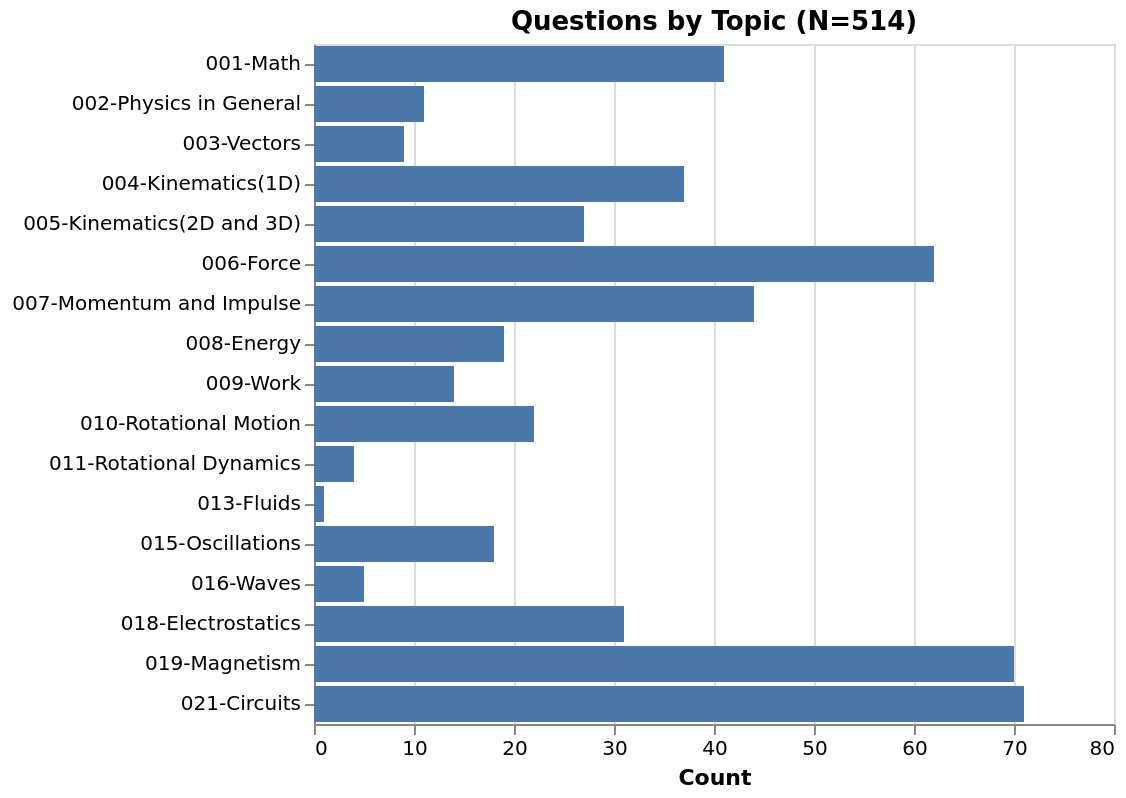 Questions by Topic (N=514)
001-Math
002-Physics in General
003-Vectors
004-Kinematics(1D)
005-Kinematics(2D and 3D)
006-Force
007-Momentum and Impulse
008-Energy
009-Work
010-Rotational Motion
011-Rotational Dynamics
013-Fluids
015-Oscillations
016-Waves
018-Electrostatics
019-Magnetism
021-Circuits
0 10 20 30 40 50 60 70 80
Count